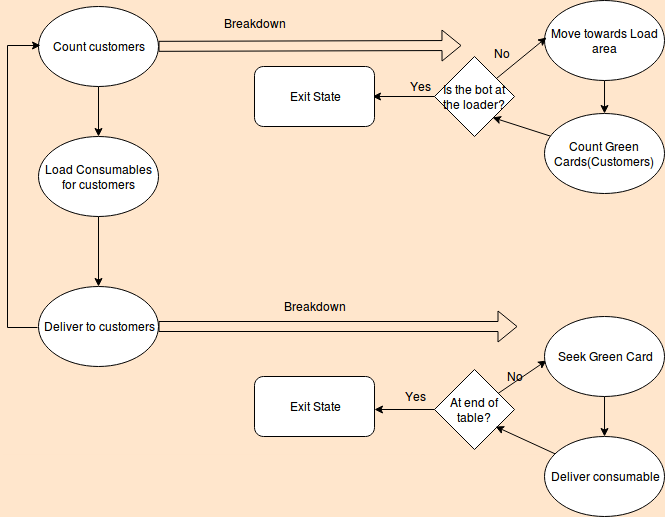 Breakdown
Count customers
Move towards Load
area
No
Yes
Is the bot at
the loader?
Exit State
Count Green
Cards(Customers)
Load Consumables
for customers
Breakdown
Deliver to customers
Seek Green Card
No
Yes
At end of
table?
Exit State
Deliver consumable